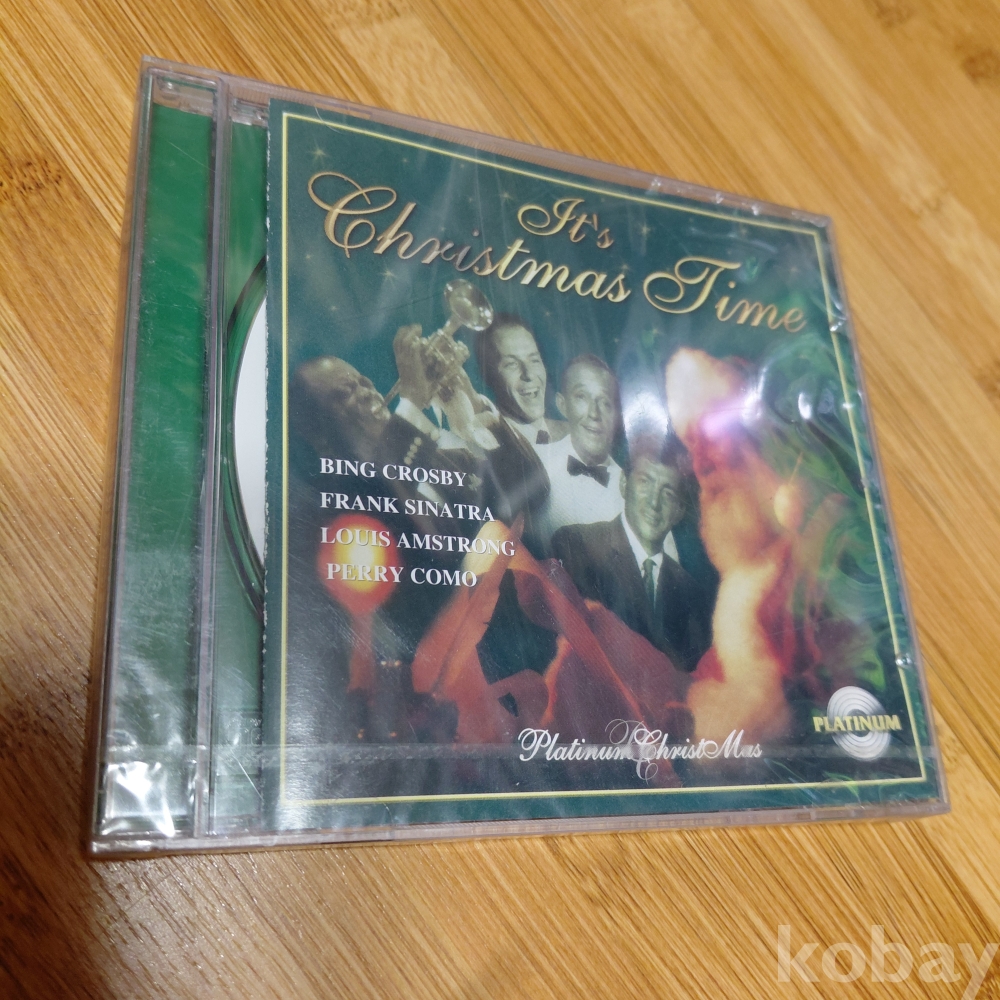 It's
Christmas Time
BING CROSBY
FRANK SINATRA
LOUIS AMSTRONG
PERRY COMO
Platinum ChristMas
PLATINUM
kobay